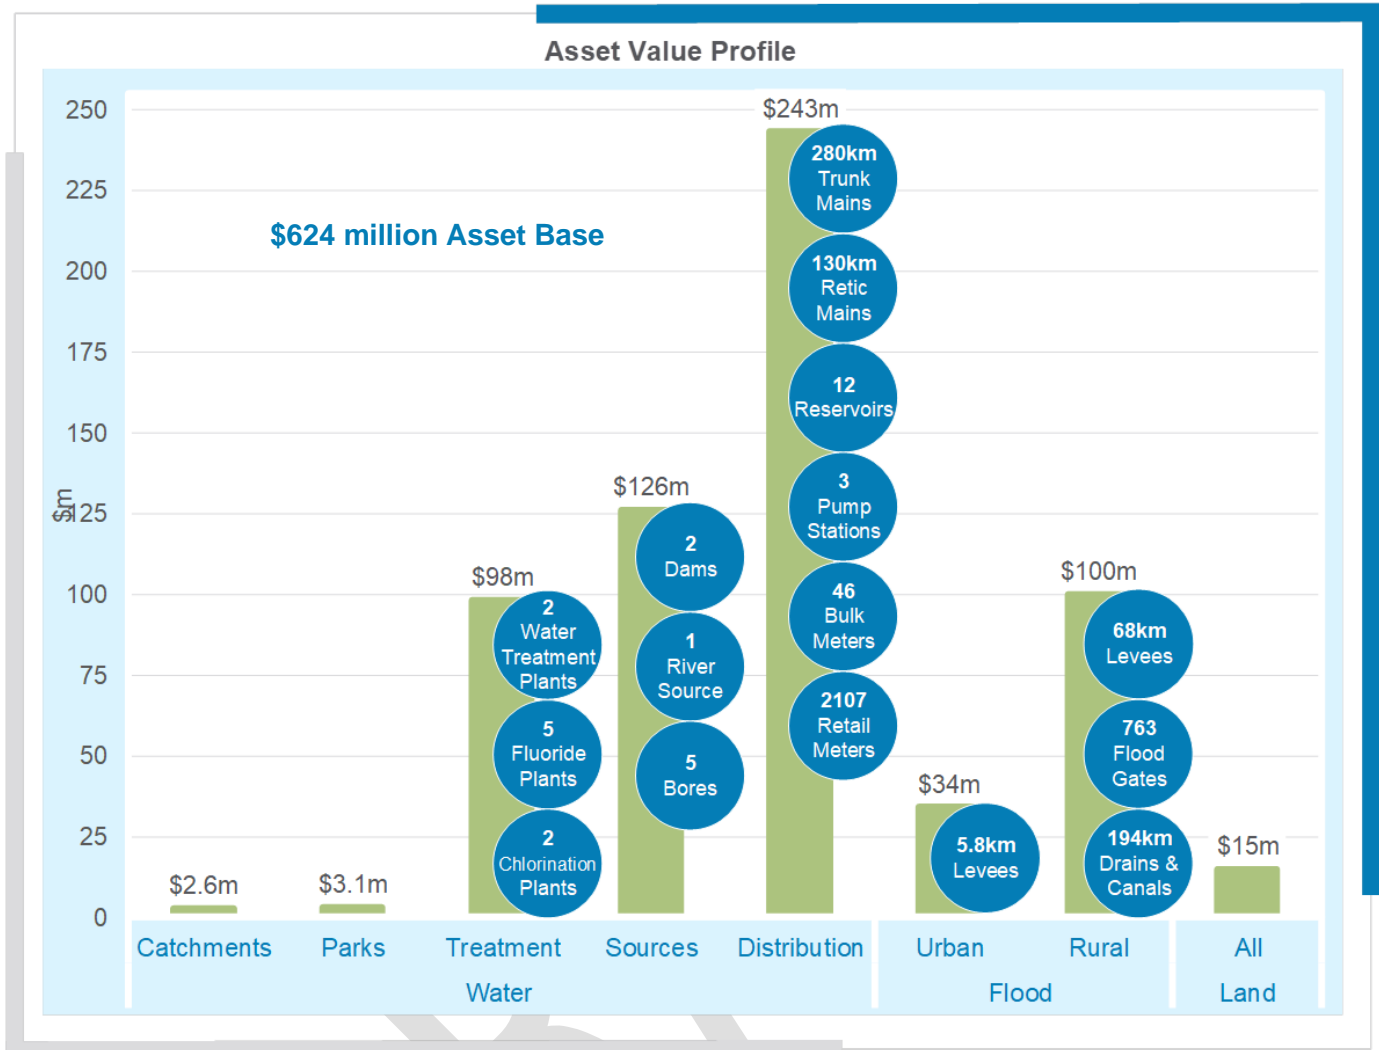 Asset Value Profile
$624 million Asset Base
$m
250
225
200
175
150
125
100
75
50
25
0
$2.6m
$3.1m
$98m
2
Water
Treatment
Plants
5
Fluoride
Plants
2
Chlorination
Plants
$126m
2
Dams
1
River
Source
5
Bores
$243m
280km
Trunk
Mains
130km
Retic
Mains
12
Reservoirs
3
Pump
Stations
46
Bulk
Meters
2107
Retail
Meters
$34m
5.8km
Levees
$100m
68km
Levees
763
Flood
Gates
194km
Drains &
Canals
$15m
Catchments Parks Treatment Sources Distribution Urban Rural All
Water Flood Land